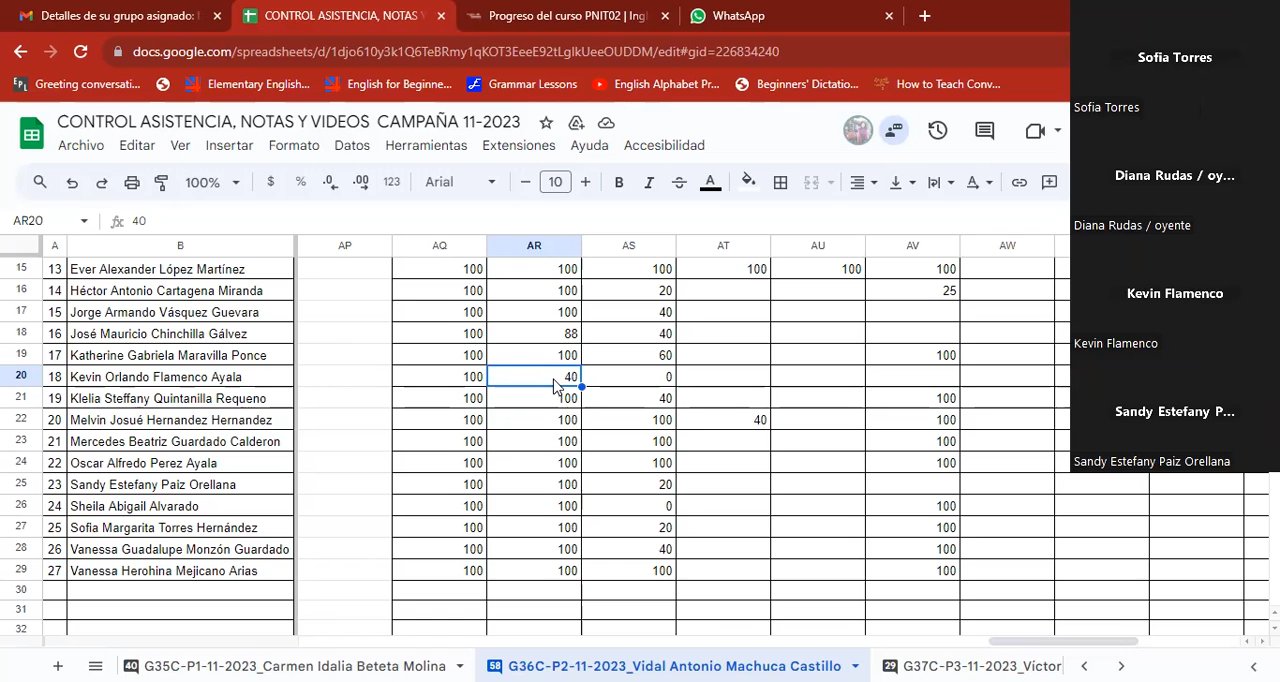 Detalles de su grupo asignado: N
CONTROL ASISTENCIA, NOTAS Y V
Progreso del curso PNIT02 | Ingl
WhatsApp
docs.google.com/spreadsheets/d/1djo610y3k1Q6TeBRmy1qKOT3EeeE92tLgIkUeeOUDDM/edit#gid=226834240
Greeting conversati...
Elementary English...
English for Beginne...
Grammar Lessons
English Alphabet Pr...
Beginners' Dictatio...
How to Teach Conv...
CONTROL ASISTENCIA, NOTAS Y VIDEOS CAMPAÑA 11-2023
Archivo Editar Ver Insertar Formato Datos Herramientas Extensiones Ayuda Accesibilidad
100% $ % .0 .00 123 Arial 10 B I S A
AR20 fx 40
A B AP AQ AR AS AT AU AV AW
15 13 Ever Alexander López Martínez 100 100 100 100 100 100
16 14 Héctor Antonio Cartagena Miranda 100 100 20 25
17 15 Jorge Armando Vásquez Guevara 100 100 40
18 16 José Mauricio Chinchilla Gálvez 100 88 40
19 17 Katherine Gabriela Maravilla Ponce 100 100 60 100
20 18 Kevin Orlando Flamenco Ayala 100 40 0
21 19 Klelia Steffany Quintanilla Requeno 100 100 40 100
22 20 Melvin Josué Hernandez Hernandez 100 100 100 40 100
23 21 Mercedes Beatriz Guardado Calderon 100 100 100 100
24 22 Oscar Alfredo Perez Ayala 100 100 100 100
25 23 Sandy Estefany Paiz Orellana 100 100 20
26 24 Sheila Abigail Alvarado 100 100 0 100
27 25 Sofia Margarita Torres Hernández 100 100 20 100
28 26 Vanessa Guadalupe Monzón Guardado 100 100 40 100
29 27 Vanessa Herohina Mejicano Arias 100 100 100 100
30
31
32
40 G35C-P1-11-2023_Carmen Idalia Beteta Molina
58 G36C-P2-11-2023_Vidal Antonio Machuca Castillo
29 G37C-P3-11-2023_Victor
Sofia Torres
Sofia Torres
Diana Rudas / oy...
Diana Rudas / oyente
Kevin Flamenco
Kevin Flamenco
Sandy Estefany P...
Sandy Estefany Paiz Orellana